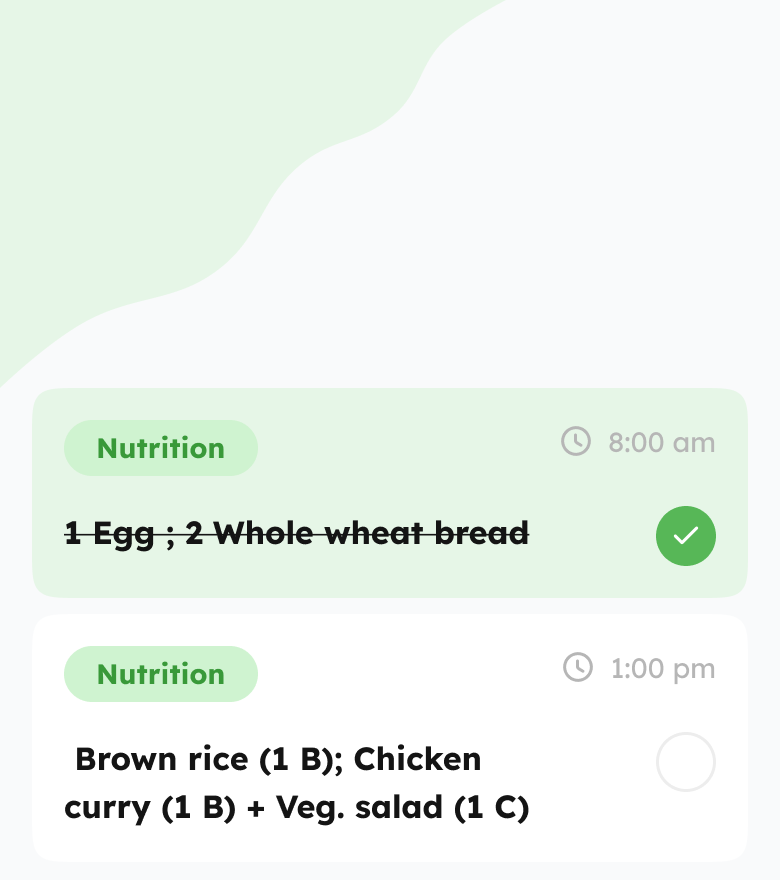 Nutrition
8:00 am
1 Egg ; 2 Whole wheat bread
Nutrition
1:00 pm
Brown rice (1 B); Chicken
curry (1 B) + Veg. salad (1 C)